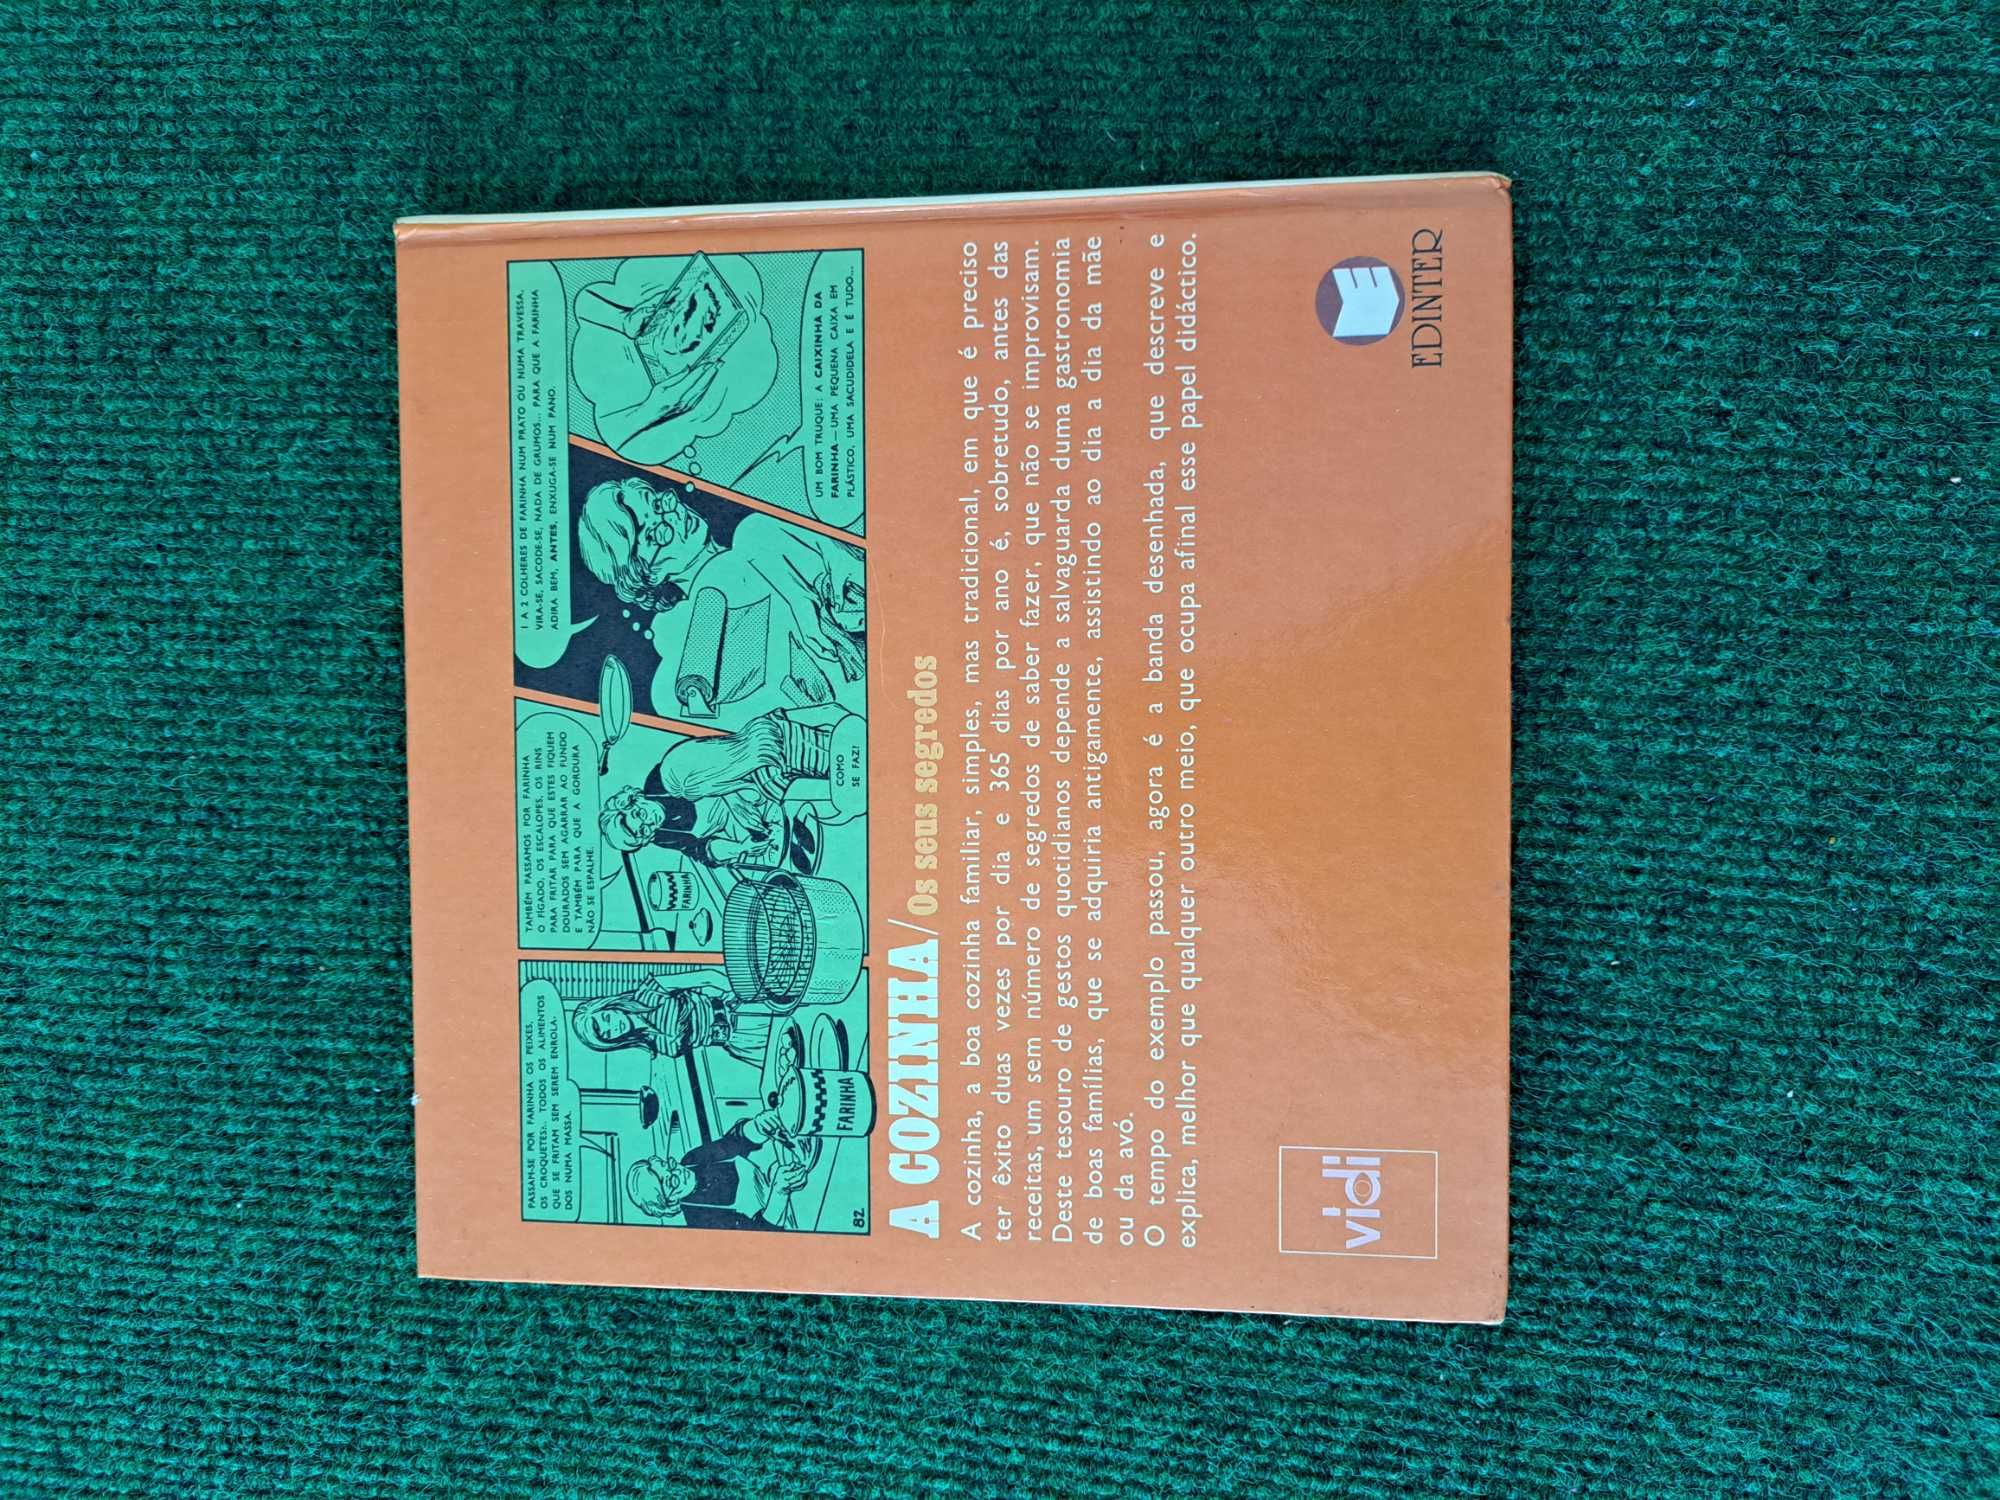 PASSAM-SE POR FARINHA OS PEIXES,
OS CROQUETES... TODOS OS ALIMENTOS
QUE SE FRITAM SEM SEREM ENROLA-
DOS NUMA MASSA.
FARINHA
82
TAMBÉM PASSAMOS POR FARINHA
O FÍGADO, OS ESCALOPES, OS RINS
PARA FRITAR PARA QUE ESTES FIQUEM
DOURADOS SEM AGARRAR AO FUNDO
E TAMBÉM PARA QUE A GORDURA
NÃO SE ESPALHE.
FARINHA
COMO
SE FAZ!
1 A 2 COLHERES DE FARINHA NUM PRATO OU NUMA TRAVESSA,
VIRA-SE, SACODE-SE, NADA DE GRUMOS... PARA QUE A FARINHA
ADIRA BEM, ANTES, ENXUGA-SE NUM PANO.
UM BOM TRUQUE: A CAIXINHA DA
FARINHA — UMA PEQUENA CAIXA EM
PLÁSTICO, UMA SACUDIDELA E É TUDO...
A COZINHA/Os seus segredos
A cozinha, a boa cozinha familiar, simples, mas tradicional, em que é preciso
ter êxito duas vezes por dia e 365 dias por ano é, sobretudo, antes das
receitas, um sem número de segredos de saber fazer, que não se improvisam.
Deste tesouro de gestos quotidianos depende a salvaguarda duma gastronomia
de boas famílias, que se adquiria antigamente, assistindo ao dia a dia da mãe
ou da avó.
O tempo do exemplo passou, agora é a banda desenhada, que descreve e
explica, melhor que qualquer outro meio, que ocupa afinal esse papel didáctico.
vidi
E
EDINTER